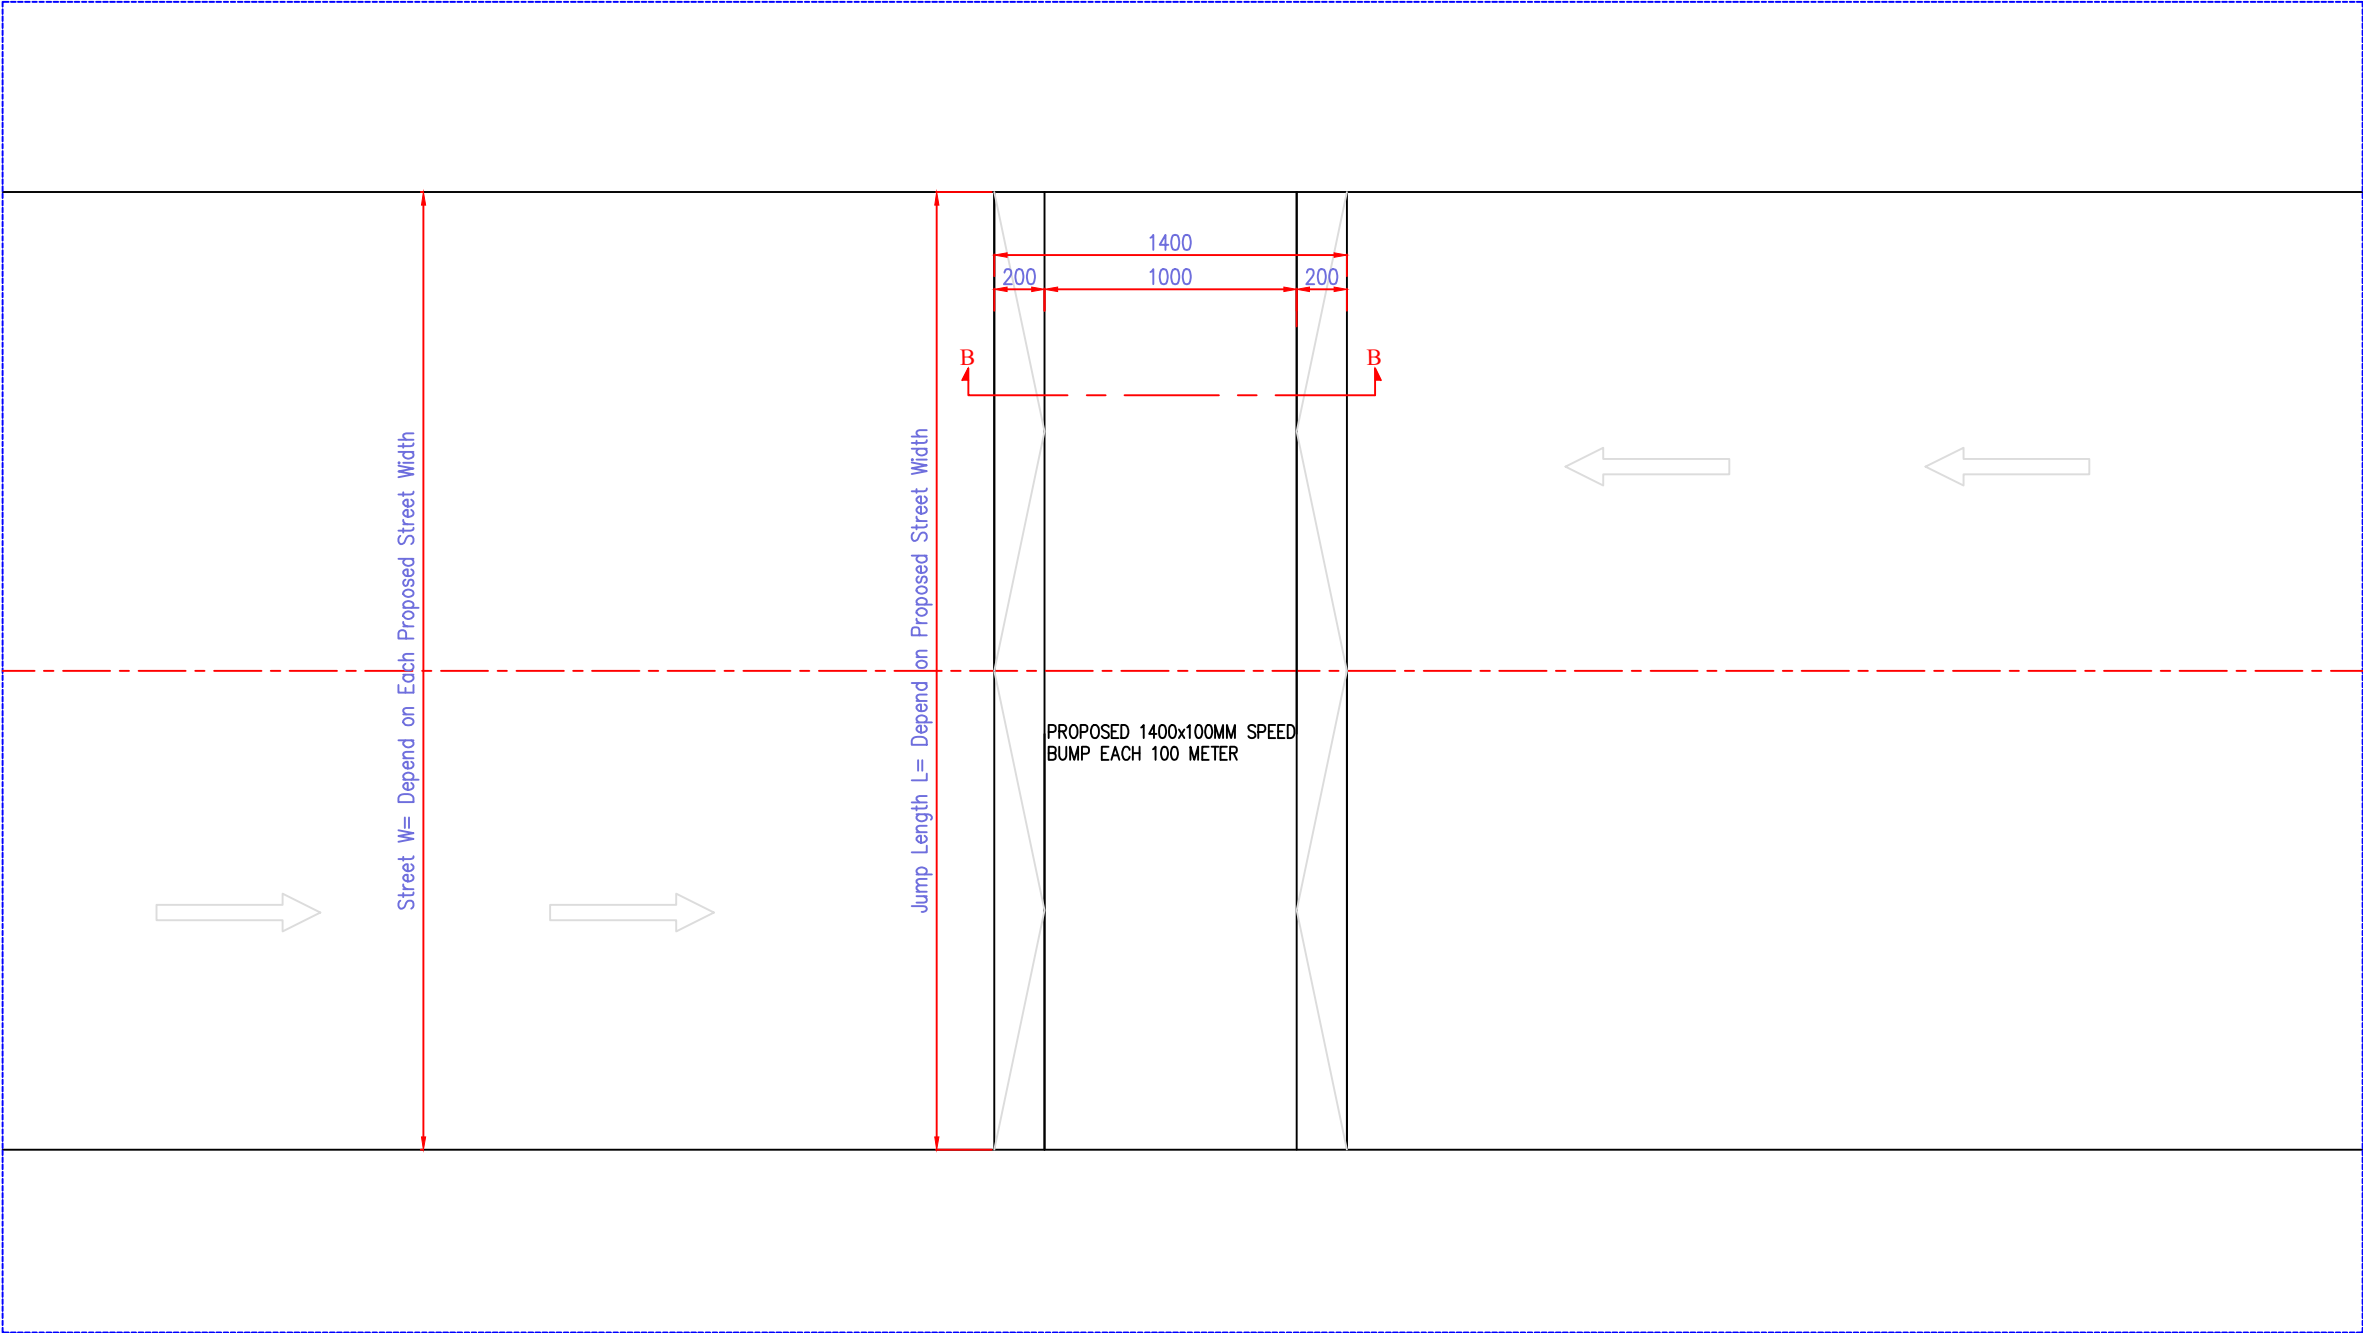 1400
200
1000
200
B
B
Street W= Depend on Each Proposed Street Width
Jump Length L= Depend on Proposed Street Width
PROPOSED 1400x100MM SPEED
BUMP EACH 100 METER